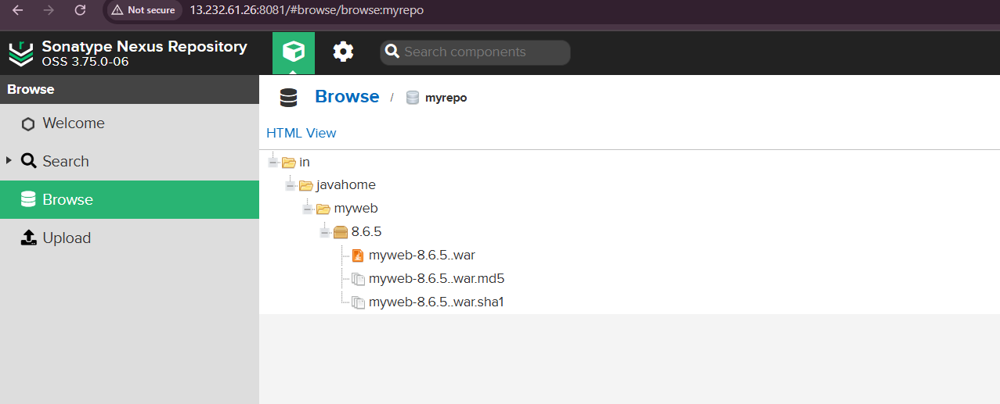 Not secure 13.232.61.26:8081/#browse/browse:myrepo
Sonatype Nexus Repository
OSS 3.75.0-06
Search components
Browse
Welcome
Search
Browse
Upload
Browse / myrepo
HTML View
in
javahome
myweb
8.6.5
myweb-8.6.5..war
myweb-8.6.5..war.md5
myweb-8.6.5..war.sha1